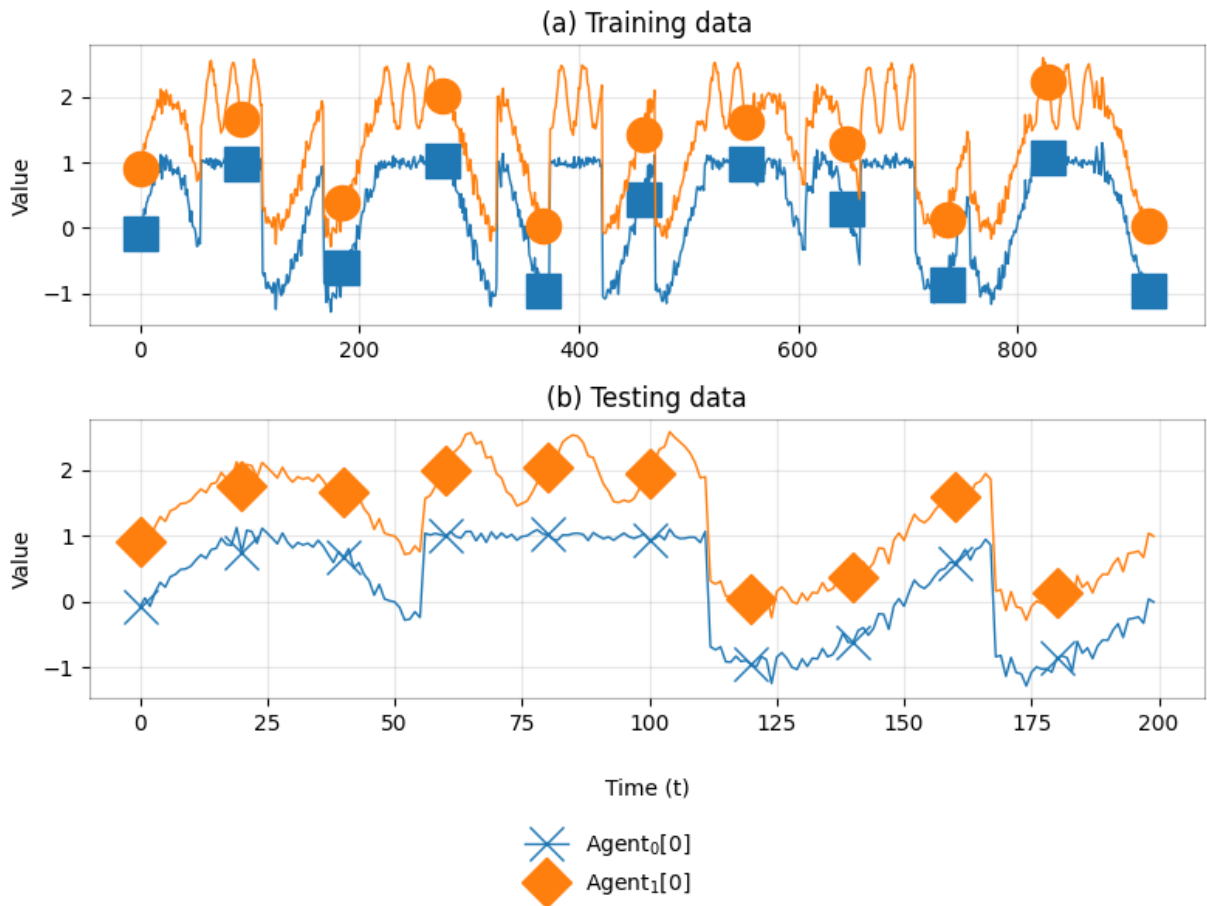 (a) Training data
Value
2
1
0
−1
0 200 400 600 800
(b) Testing data
Value
2
1
0
−1
0 25 50 75 100 125 150 175 200
Time (t)
Agent₀[0]
Agent₁[0]